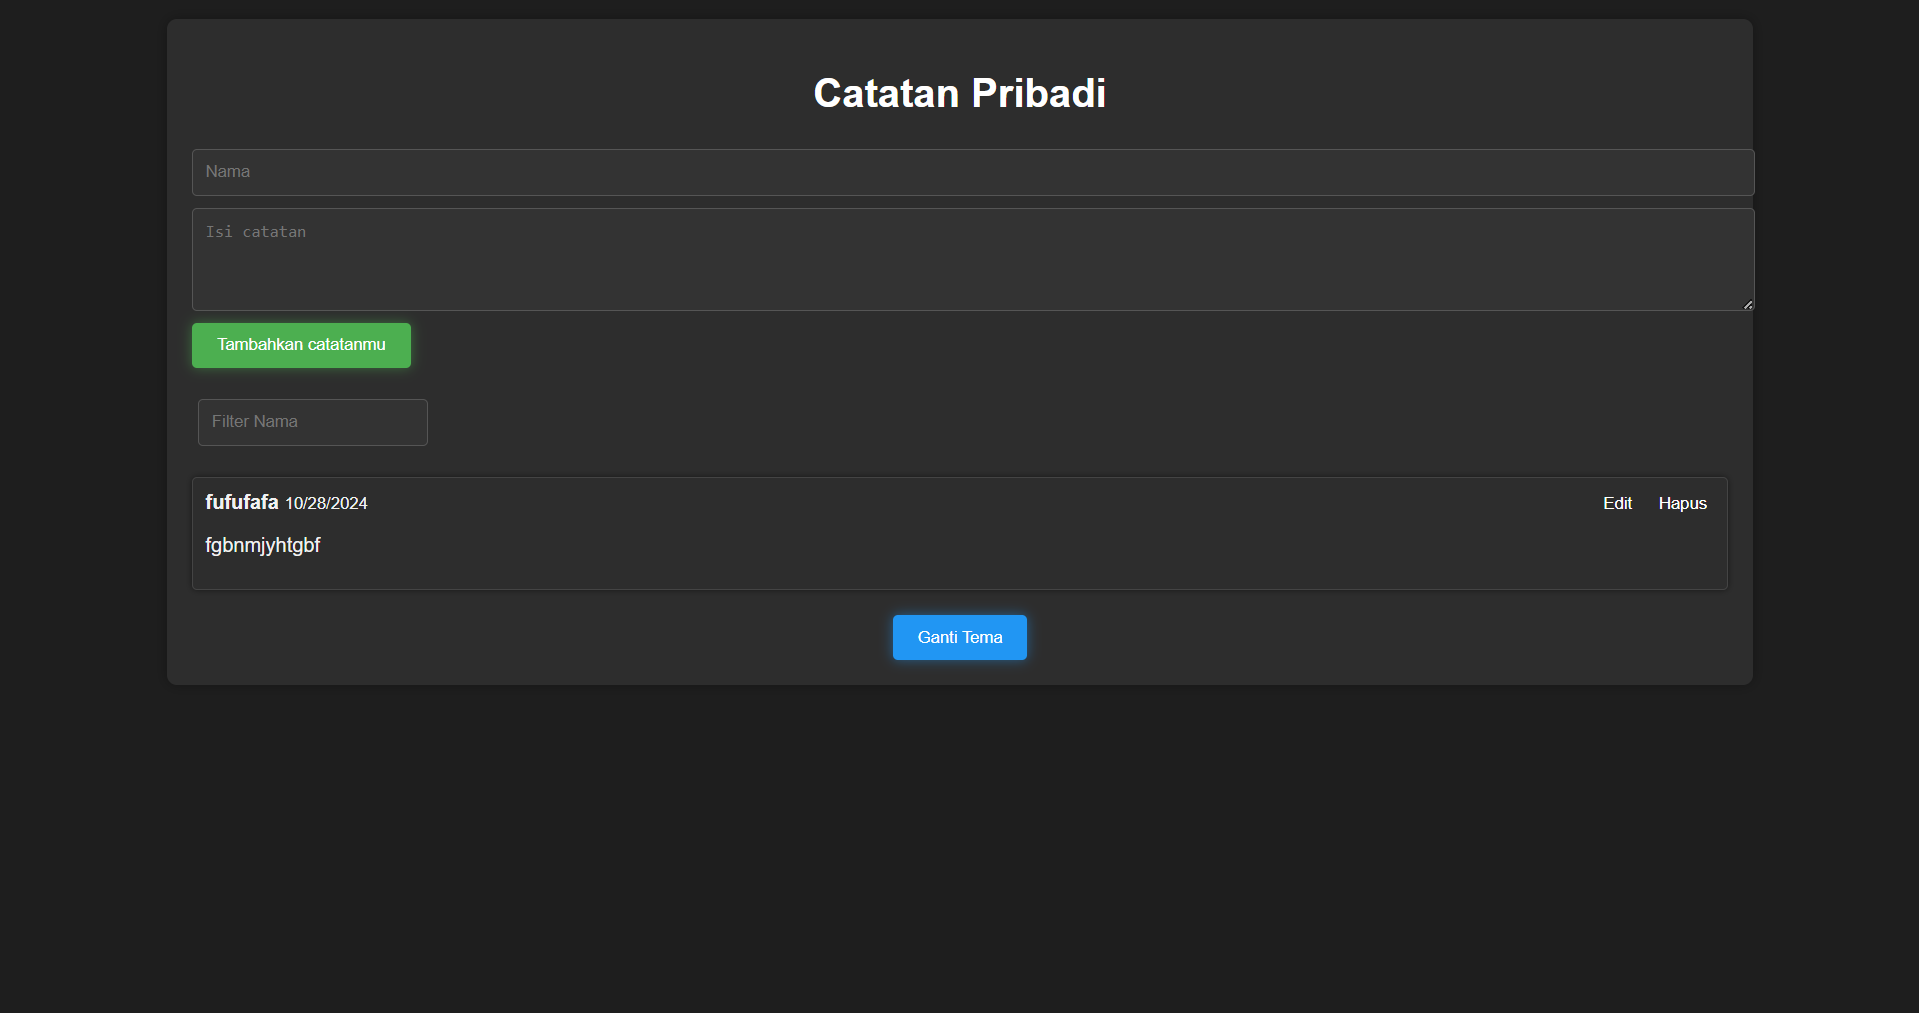 Catatan Pribadi
Nama
Isi catatan
Tambahkan catatanmu
Filter Nama
fufufafa 10/28/2024 Edit Hapus
fgbnmjyhtgbf
Ganti Tema